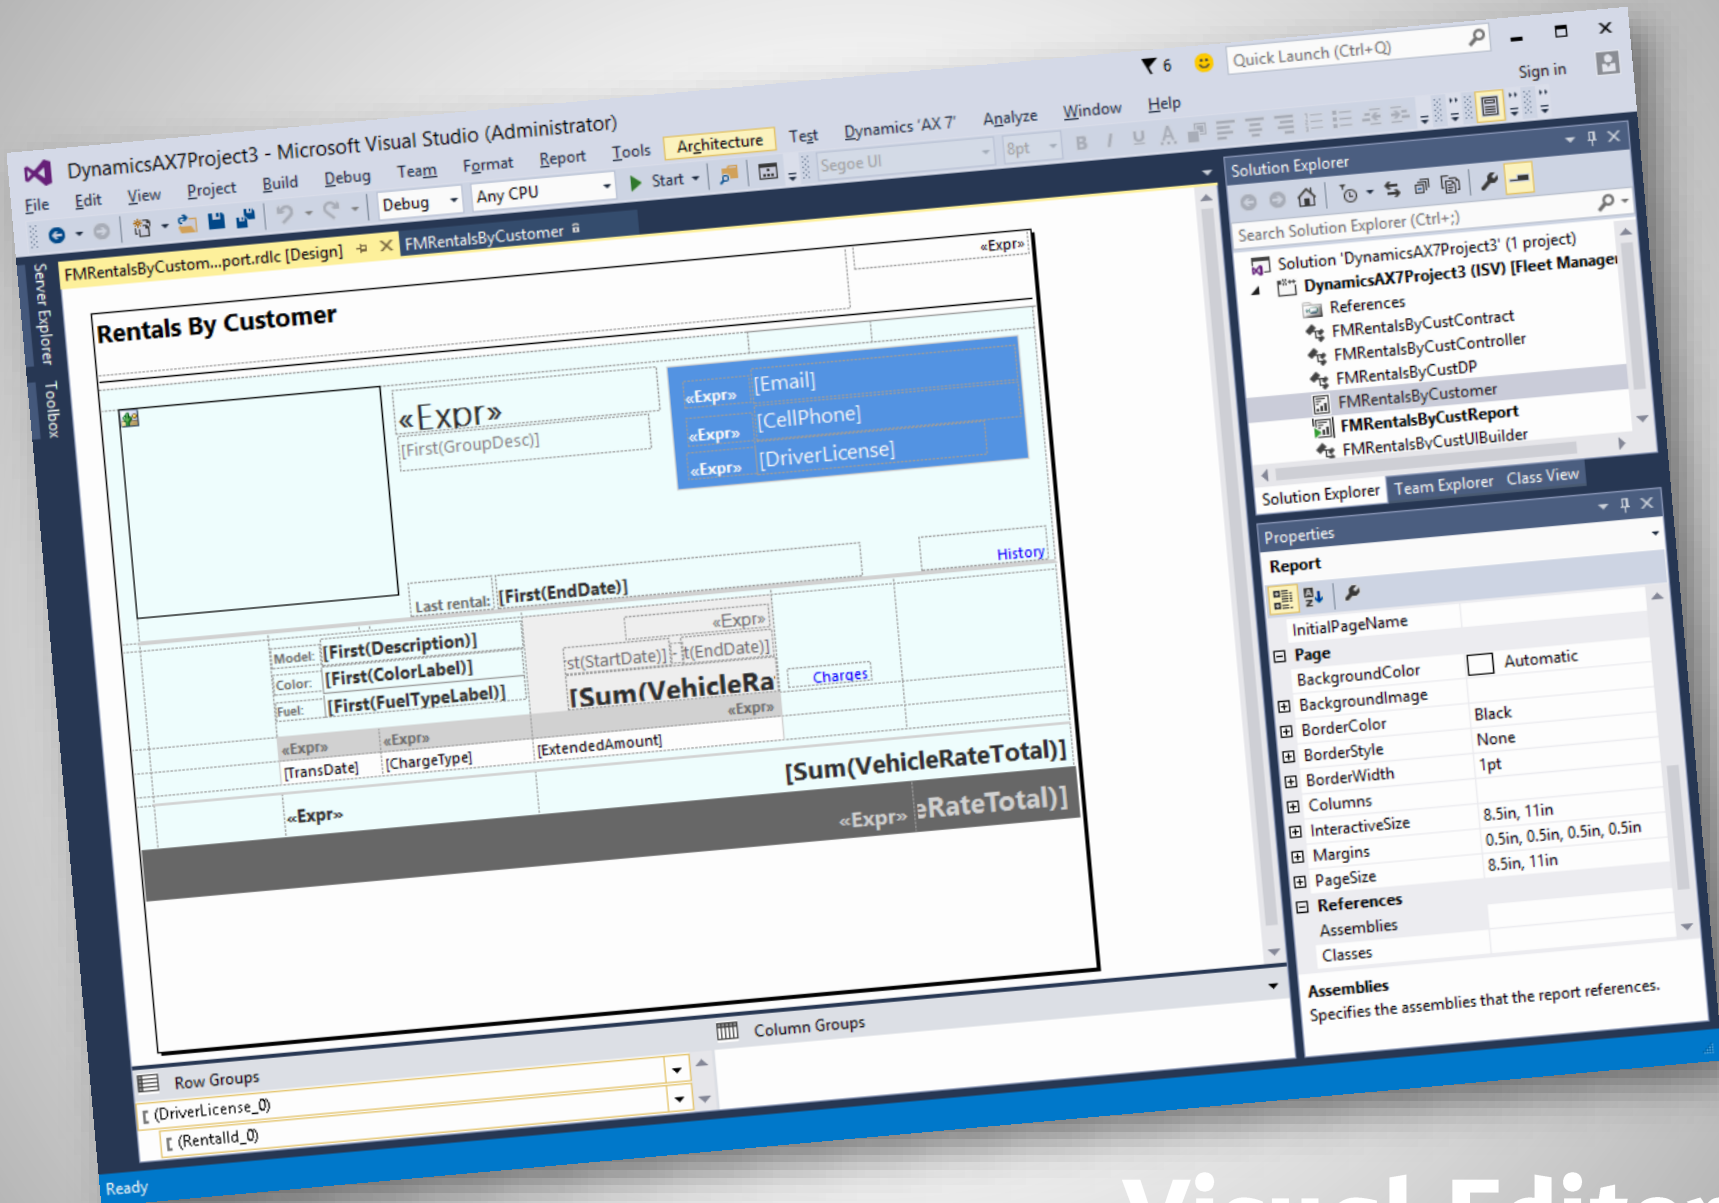 DynamicsAX7Project3 - Microsoft Visual Studio (Administrator)
6
Quick Launch (Ctrl+Q)
File Edit View Project Build Debug Team Format Report Tools Architecture Test Dynamics 'AX 7' Analyze Window Help
Sign in
Debug Any CPU Start Segoe UI 8pt B I U A
Server Explorer
Toolbox
FMRentalsByCustom...port.rdlc [Design] FMRentalsByCustomer
«Expr»
Rentals By Customer
«Expr»
[First(GroupDesc)]
«Expr» [Email]
«Expr» [CellPhone]
«Expr» [DriverLicense]
History
Last rental: [First(EndDate)]
Model: [First(Description)]
Color: [First(ColorLabel)]
Fuel: [First(FuelTypeLabel)]
«Expr»
st(StartDate)] - t(EndDate)]
[Sum(VehicleRa
Charges
«Expr» «Expr» «Expr»
[TransDate] [ChargeType] [ExtendedAmount]
«Expr» [Sum(VehicleRateTotal)]
«Expr» eRateTotal)]
Row Groups
Column Groups
[ (DriverLicense_0)
[ (RentalId_0)
Ready
Solution Explorer
Search Solution Explorer (Ctrl+;)
Solution 'DynamicsAX7Project3' (1 project)
DynamicsAX7Project3 (ISV) [Fleet Manager
References
FMRentalsByCustContract
FMRentalsByCustController
FMRentalsByCustDP
FMRentalsByCustomer
FMRentalsByCustReport
FMRentalsByCustUIBuilder
Solution Explorer Team Explorer Class View
Properties
Report
InitialPageName
Page
BackgroundColor Automatic
BackgroundImage
BorderColor Black
BorderStyle None
BorderWidth 1pt
Columns
InteractiveSize 8.5in, 11in
Margins 0.5in, 0.5in, 0.5in, 0.5in
PageSize 8.5in, 11in
References
Assemblies
Classes
Assemblies
Specifies the assemblies that the report references.
Visual Editor